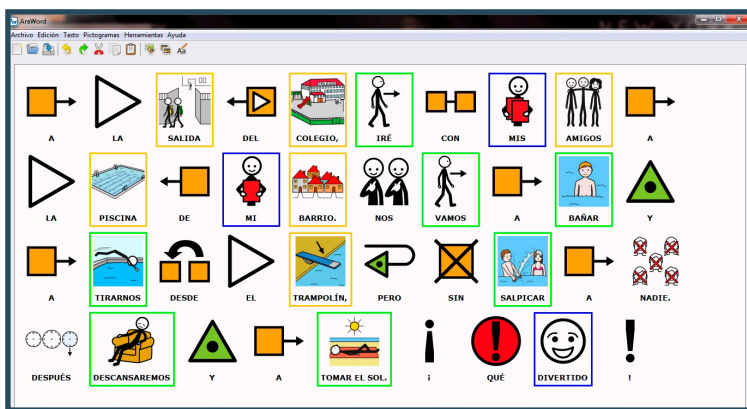 AraWord
Archivo Edición Texto Pictogramas Herramientas Ayuda
A LA SALIDA DEL COLEGIO, IRÉ CON MIS AMIGOS A
LA PISCINA DE MI BARRIO. NOS VAMOS A BAÑAR Y
A TIRARNOS DESDE EL TRAMPOLÍN, PERO SIN SALPICAR A NADIE.
DESPUÉS DESCANSAREMOS Y A TOMAR EL SOL. ¡ QUÉ DIVERTIDO !